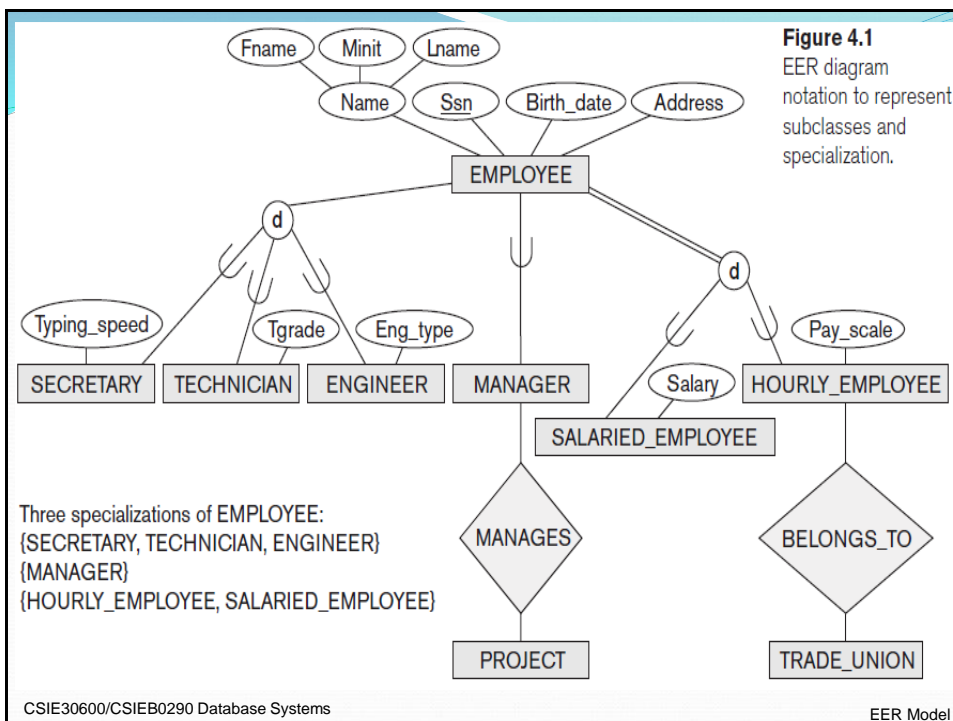 Fname Minit Lname
Name Ssn Birth_date Address
Figure 4.1
EER diagram
notation to represent
subclasses and
specialization.
EMPLOYEE
d
d
Typing_speed Tgrade Eng_type Pay_scale
SECRETARY TECHNICIAN ENGINEER MANAGER Salary HOURLY_EMPLOYEE
SALARIED_EMPLOYEE
Three specializations of EMPLOYEE:
{SECRETARY, TECHNICIAN, ENGINEER}
{MANAGER}
{HOURLY_EMPLOYEE, SALARIED_EMPLOYEE}
MANAGES BELONGS_TO
PROJECT TRADE_UNION
CSIE30600/CSIEB0290 Database Systems EER Model